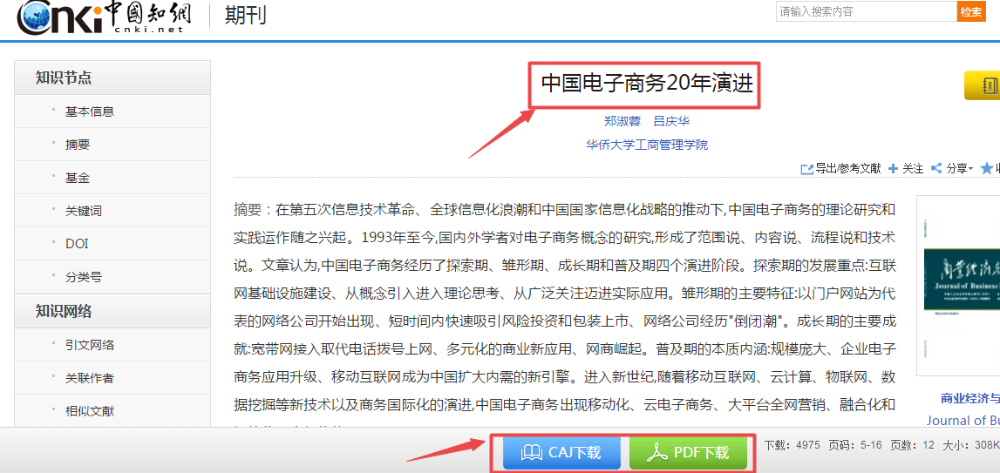 Cnki 中國知網
cnki.net
期刊
请输入搜索内容 检索
知识节点
基本信息
摘要
基金
关键词
DOI
分类号
知识网络
引文网络
关联作者
相似文献
中国电子商务20年演进
郑淑蓉 吕庆华
华侨大学工商管理学院
导出/参考文献 关注 分享
摘要：在第五次信息技术革命、全球信息化浪潮和中国国家信息化战略的推动下,中国电子商务的理论研究和
实践运作随之兴起。1993年至今,国内外学者对电子商务概念的研究,形成了范围说、内容说、流程说和技术
说。文章认为,中国电子商务经历了探索期、雏形期、成长期和普及期四个演进阶段。探索期的发展重点:互联
网基础设施建设、从概念引入进入理论思考、从广泛关注迈进实际应用。雏形期的主要特征:以门户网站为代
表的网络公司开始出现、短时间内快速吸引风险投资和包装上市、网络公司经历"倒闭潮"。成长期的主要成
就:宽带网接入取代电话拨号上网、多元化的商业新应用、网商崛起。普及期的本质内涵:规模庞大、企业电子
商务应用升级、移动互联网成为中国扩大内需的新引擎。进入新世纪,随着移动互联网、云计算、物联网、数
据挖掘等新技术以及商务国际化的演进,中国电子商务出现移动化、云电子商务、大平台全网营销、融合化和
商业经济
Journal of Business
商业经济与
Journal of Bu
CAJ下载 PDF下载
下载：4975 页码：5-16 页数：12 大小：308K